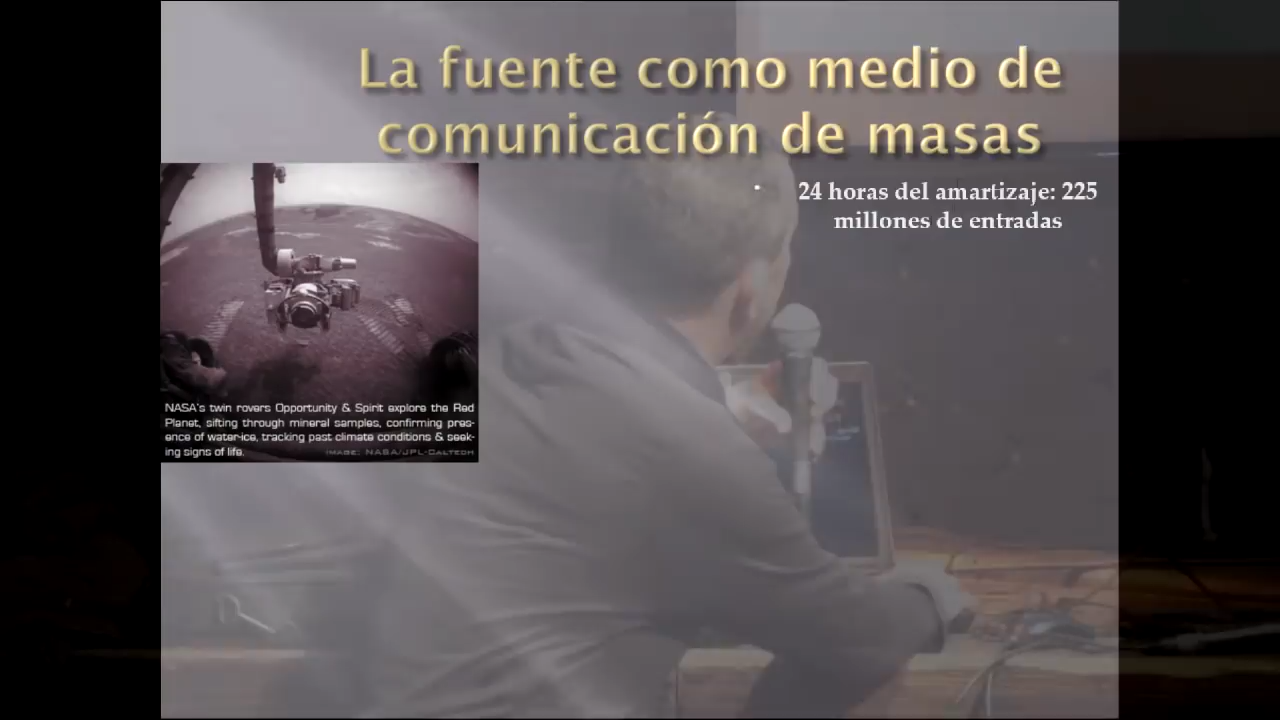 La fuente como medio de
comunicación de masas
• 24 horas del amartizaje: 225
millones de entradas
NASA's twin rovers Opportunity & Spirit explore the Red
Planet, sifting through mineral samples, confirming pres-
ence of water-ice, tracking past climate conditions & seek-
ing signs of life. IMAGE: NASA/JPL-CALTECH